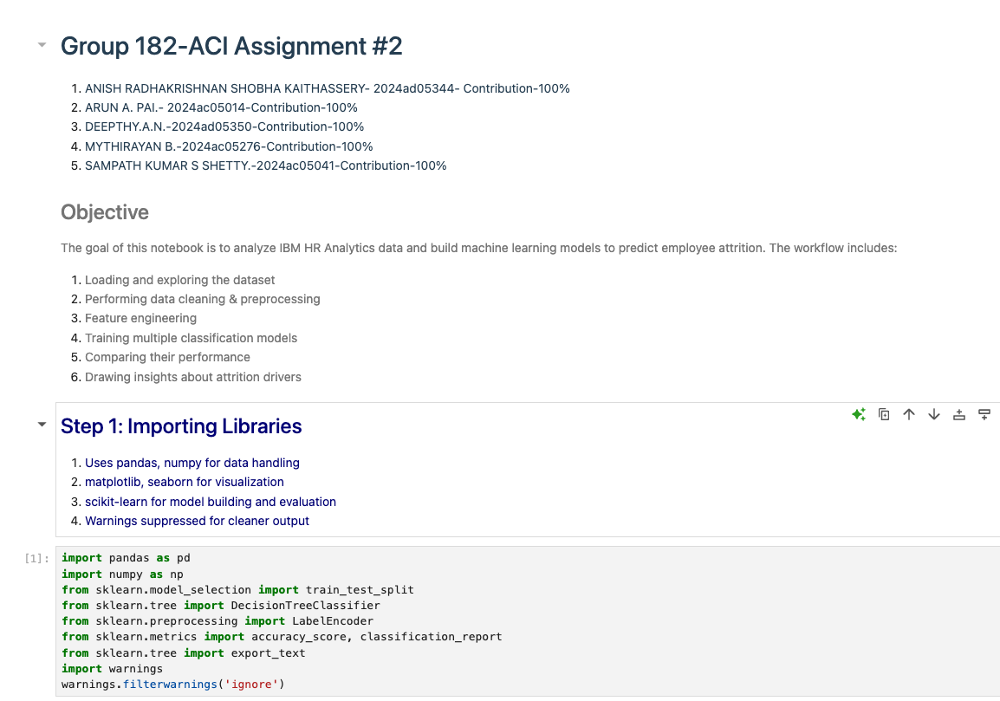 Group 182-ACI Assignment #2
1. ANISH RADHAKRISHNAN SHOBHA KAITHASSERY- 2024ad05344- Contribution-100%
2. ARUN A. PAI.- 2024ac05014-Contribution-100%
3. DEEPTHY.A.N.-2024ad05350-Contribution-100%
4. MYTHIRAYAN B.-2024ac05276-Contribution-100%
5. SAMPATH KUMAR S SHETTY.-2024ac05041-Contribution-100%
Objective
The goal of this notebook is to analyze IBM HR Analytics data and build machine learning models to predict employee attrition. The workflow includes:
1. Loading and exploring the dataset
2. Performing data cleaning & preprocessing
3. Feature engineering
4. Training multiple classification models
5. Comparing their performance
6. Drawing insights about attrition drivers
Step 1: Importing Libraries
1. Uses pandas, numpy for data handling
2. matplotlib, seaborn for visualization
3. scikit-learn for model building and evaluation
4. Warnings suppressed for cleaner output
[1]: import pandas as pd
import numpy as np
from sklearn.model_selection import train_test_split
from sklearn.tree import DecisionTreeClassifier
from sklearn.preprocessing import LabelEncoder
from sklearn.metrics import accuracy_score, classification_report
from sklearn.tree import export_text
import warnings
warnings.filterwarnings('ignore')